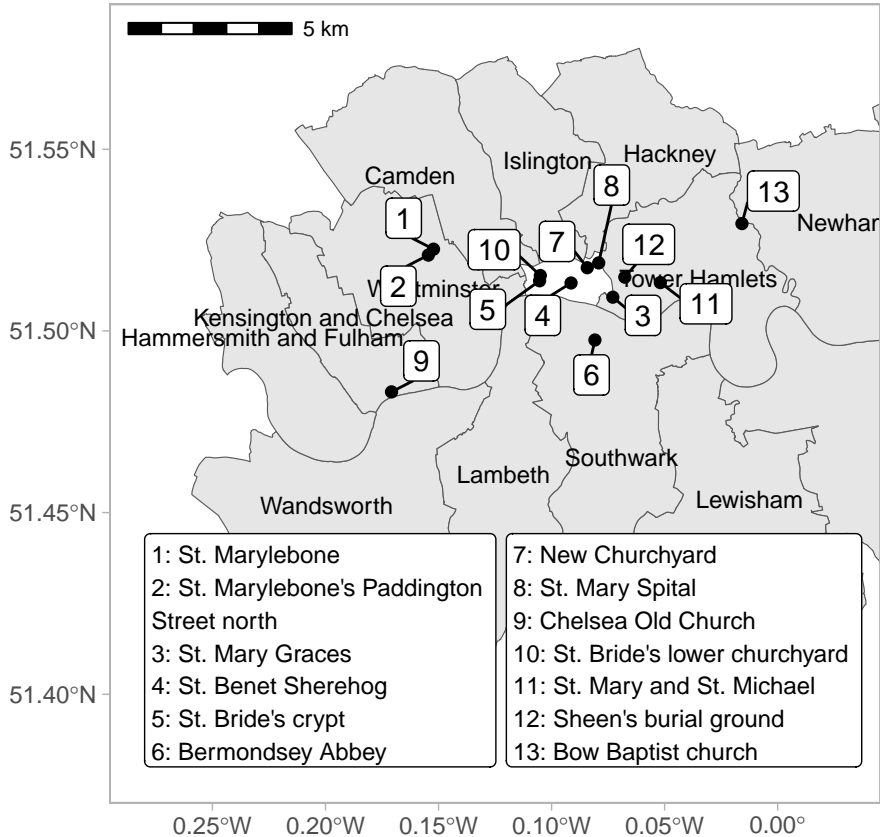 5 km
51.55°N
51.50°N
51.45°N
51.40°N
Hackney
Islington
Camden
8
13
1
Newham
7
12
10
2
Westminster
Tower Hamlets
5
4
3
11
Kensington and Chelsea
Hammersmith and Fulham
9
6
Southwark
Lambeth
Wandsworth
Lewisham
1: St. Marylebone
2: St. Marylebone's Paddington
Street north
3: St. Mary Graces
4: St. Benet Sherehog
5: St. Bride's crypt
6: Bermondsey Abbey
7: New Churchyard
8: St. Mary Spital
9: Chelsea Old Church
10: St. Bride's lower churchyard
11: St. Mary and St. Michael
12: Sheen's burial ground
13: Bow Baptist church
0.25°W
0.20°W
0.15°W
0.10°W
0.05°W
0.00°